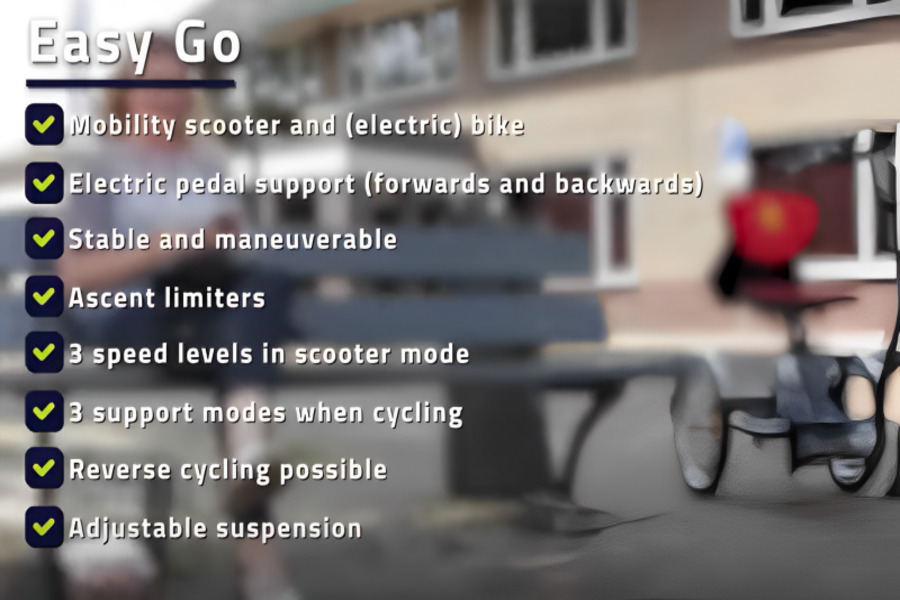 Easy Go
Mobility scooter and (electric) bike
Electric pedal support (forwards and backwards)
Stable and maneuverable
Ascent limiters
3 speed levels in scooter mode
3 support modes when cycling
Reverse cycling possible
Adjustable suspension